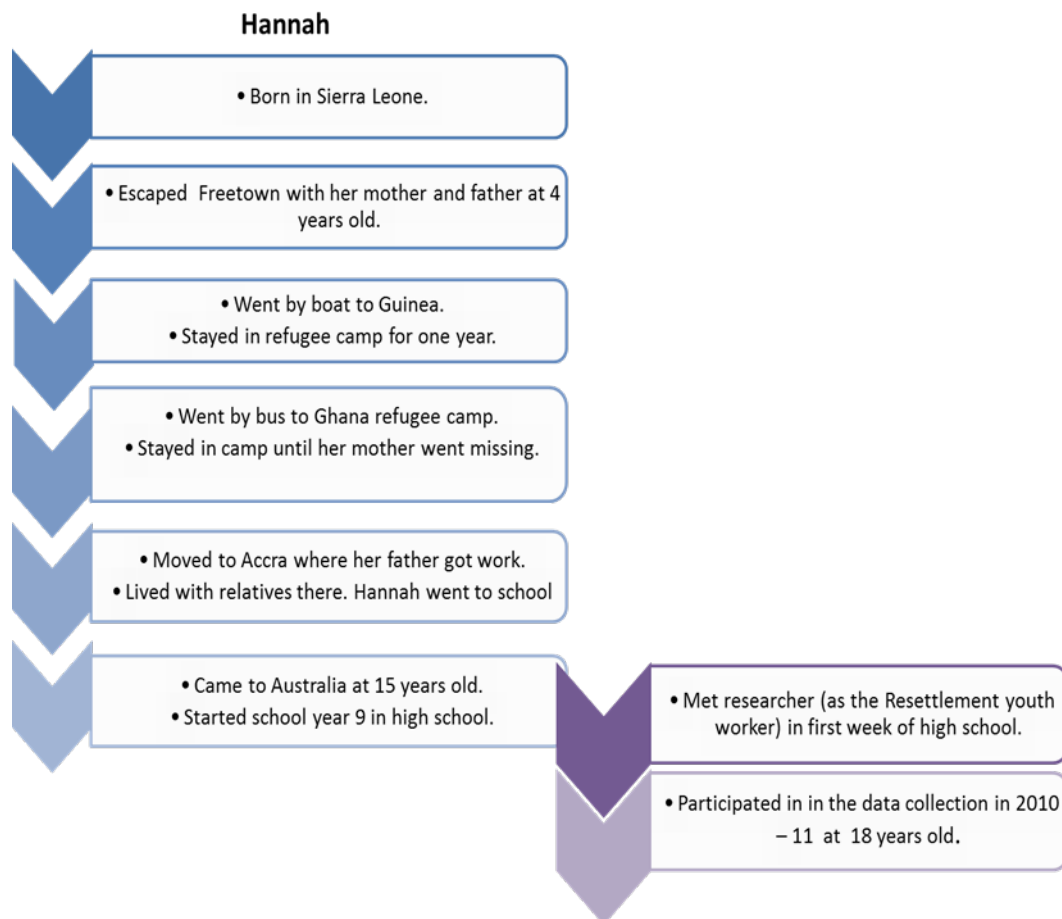 Hannah
• Born in Sierra Leone.
• Escaped  Freetown with her mother and father at 4
years old.
• Went by boat to Guinea.
• Stayed in refugee camp for one year.
• Went by bus to Ghana refugee camp.
• Stayed in camp until her mother went missing.
• Moved to Accra where her father got work.
• Lived with relatives there. Hannah went to school
• Came to Australia at 15 years old.
• Started school year 9 in high school.
• Met researcher (as the Resettlement youth
worker) in first week of high school.
• Participated in in the data collection in 2010
– 11  at  18 years old.